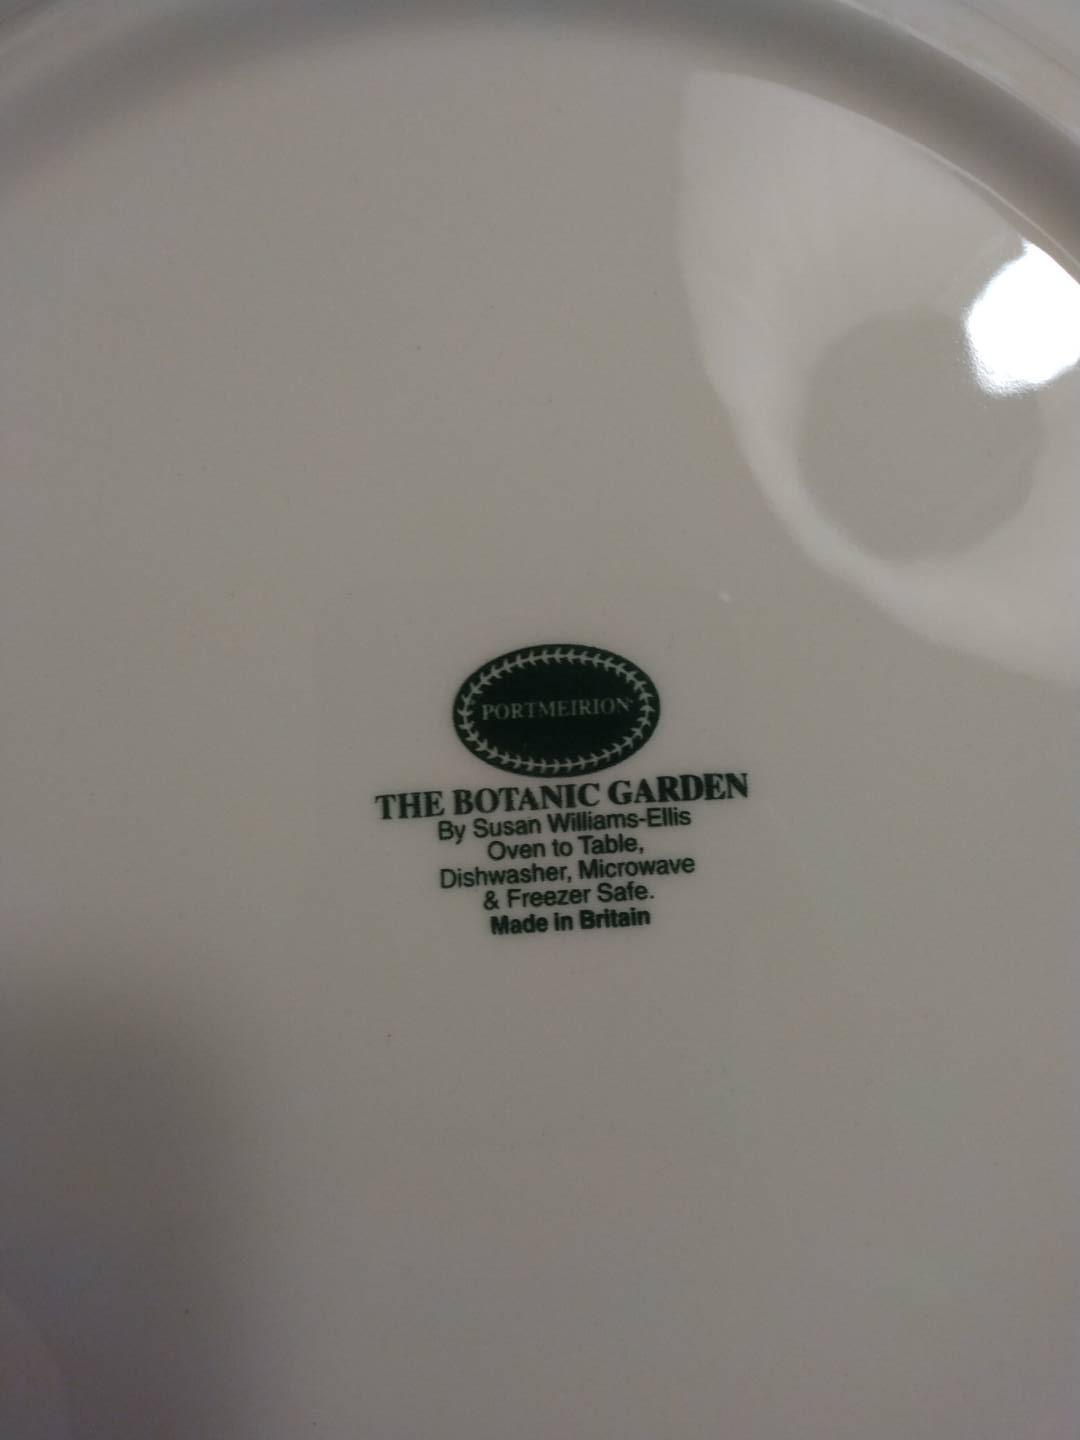 PORTMEIRION
THE BOTANIC GARDEN
By Susan Williams-Ellis
Oven to Table,
Dishwasher, Microwave
& Freezer Safe.
Made in Britain